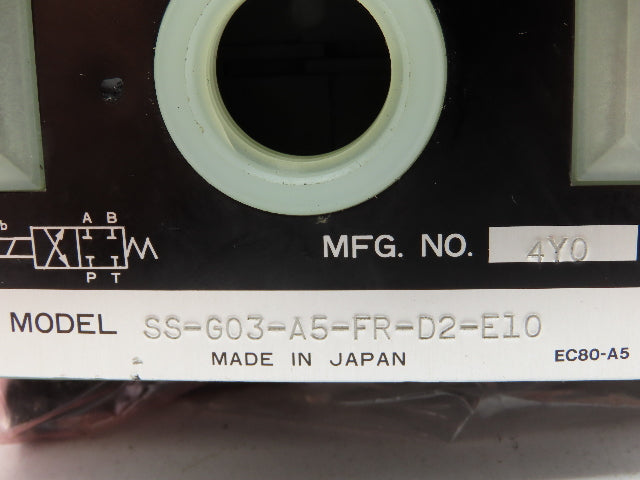 b
A B
P T
MFG. NO. 4Y0
MODEL SS-G03-A5-FR-D2-E10
MADE IN JAPAN EC80-A5